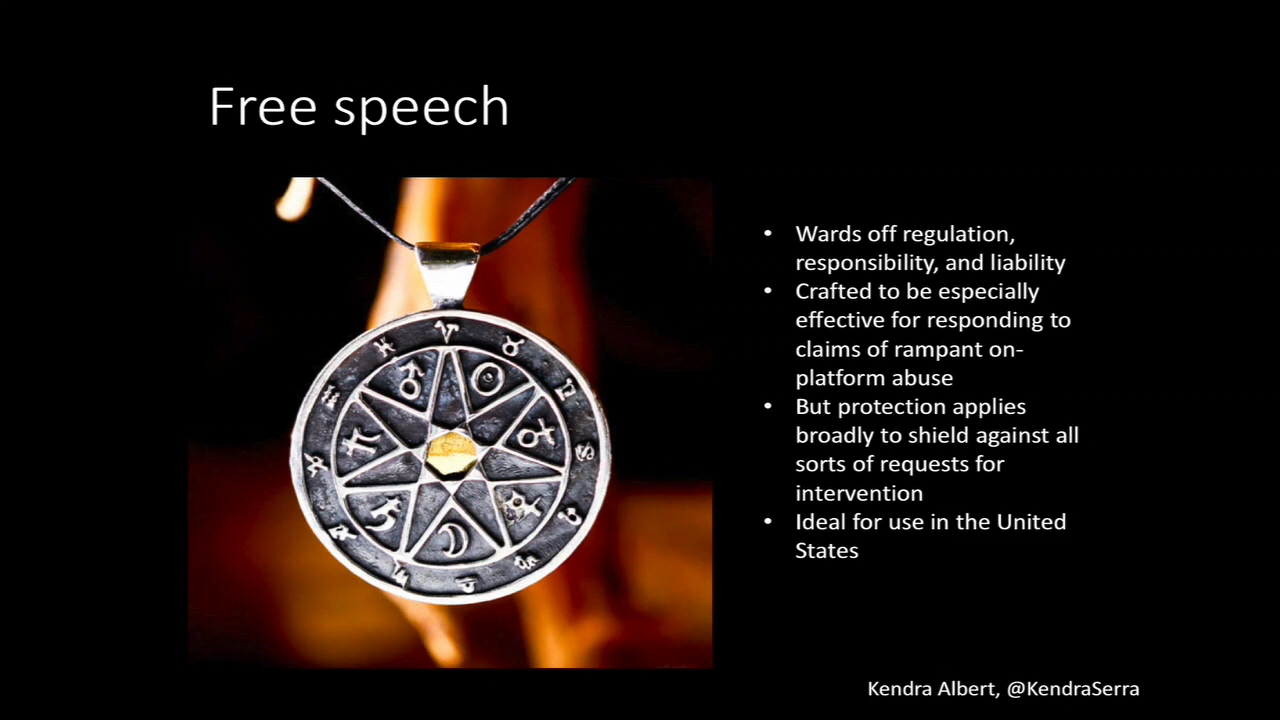 Free speech
• Wards off regulation,
responsibility, and liability
• Crafted to be especially
effective for responding to
claims of rampant on-
platform abuse
• But protection applies
broadly to shield against all
sorts of requests for
intervention
• Ideal for use in the United
States
Kendra Albert, @KendraSerra